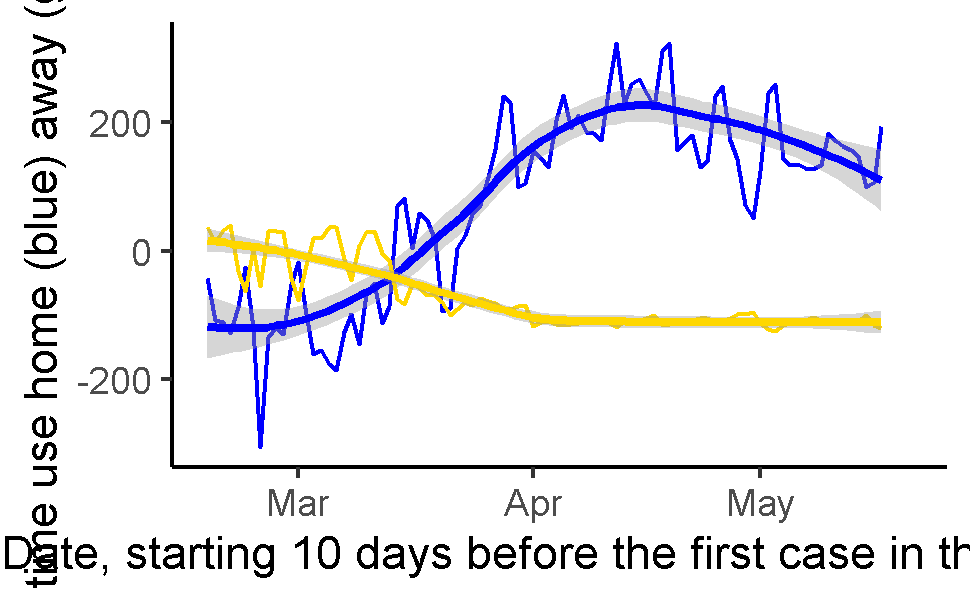 time use home (blue) away (
200
0
-200
Mar Apr May
Date, starting 10 days before the first case in th